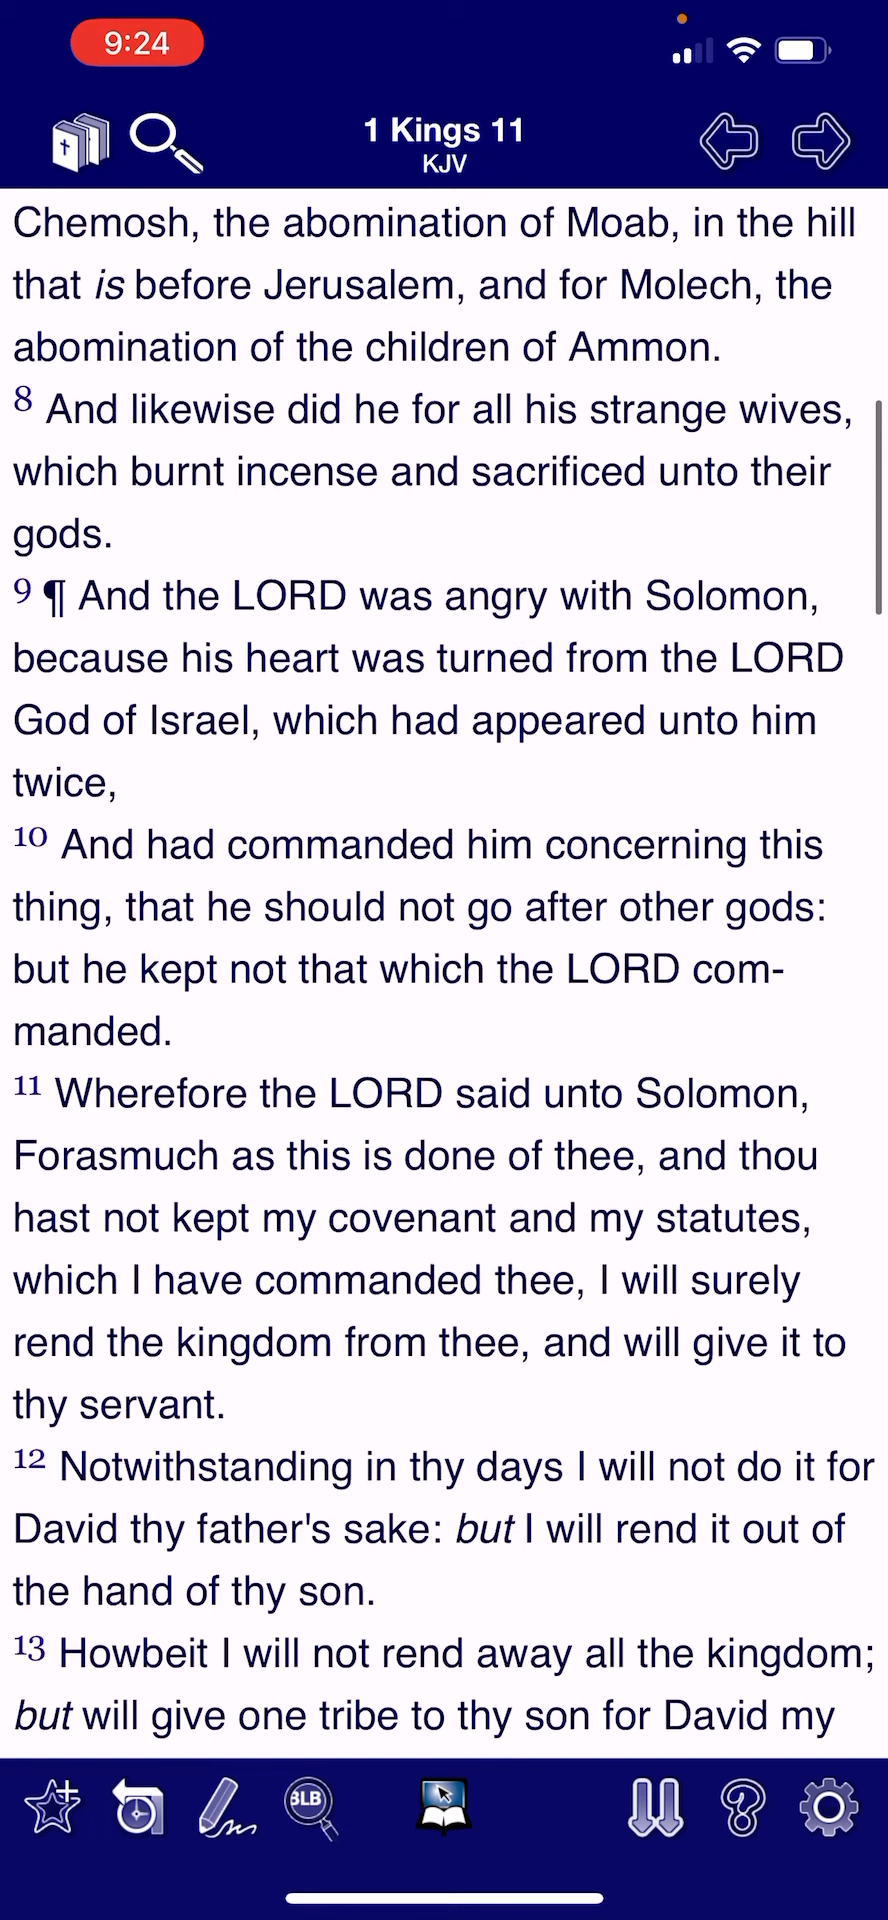 9:24
1 Kings 11
KJV
Chemosh, the abomination of Moab, in the hill
that is before Jerusalem, and for Molech, the
abomination of the children of Ammon.
8 And likewise did he for all his strange wives,
which burnt incense and sacrificed unto their
gods.
9 ¶ And the LORD was angry with Solomon,
because his heart was turned from the LORD
God of Israel, which had appeared unto him
twice,
10 And had commanded him concerning this
thing, that he should not go after other gods:
but he kept not that which the LORD com-
manded.
11 Wherefore the LORD said unto Solomon,
Forasmuch as this is done of thee, and thou
hast not kept my covenant and my statutes,
which I have commanded thee, I will surely
rend the kingdom from thee, and will give it to
thy servant.
12 Notwithstanding in thy days I will not do it for
David thy father's sake: but I will rend it out of
the hand of thy son.
13 Howbeit I will not rend away all the kingdom;
but will give one tribe to thy son for David my
BLB